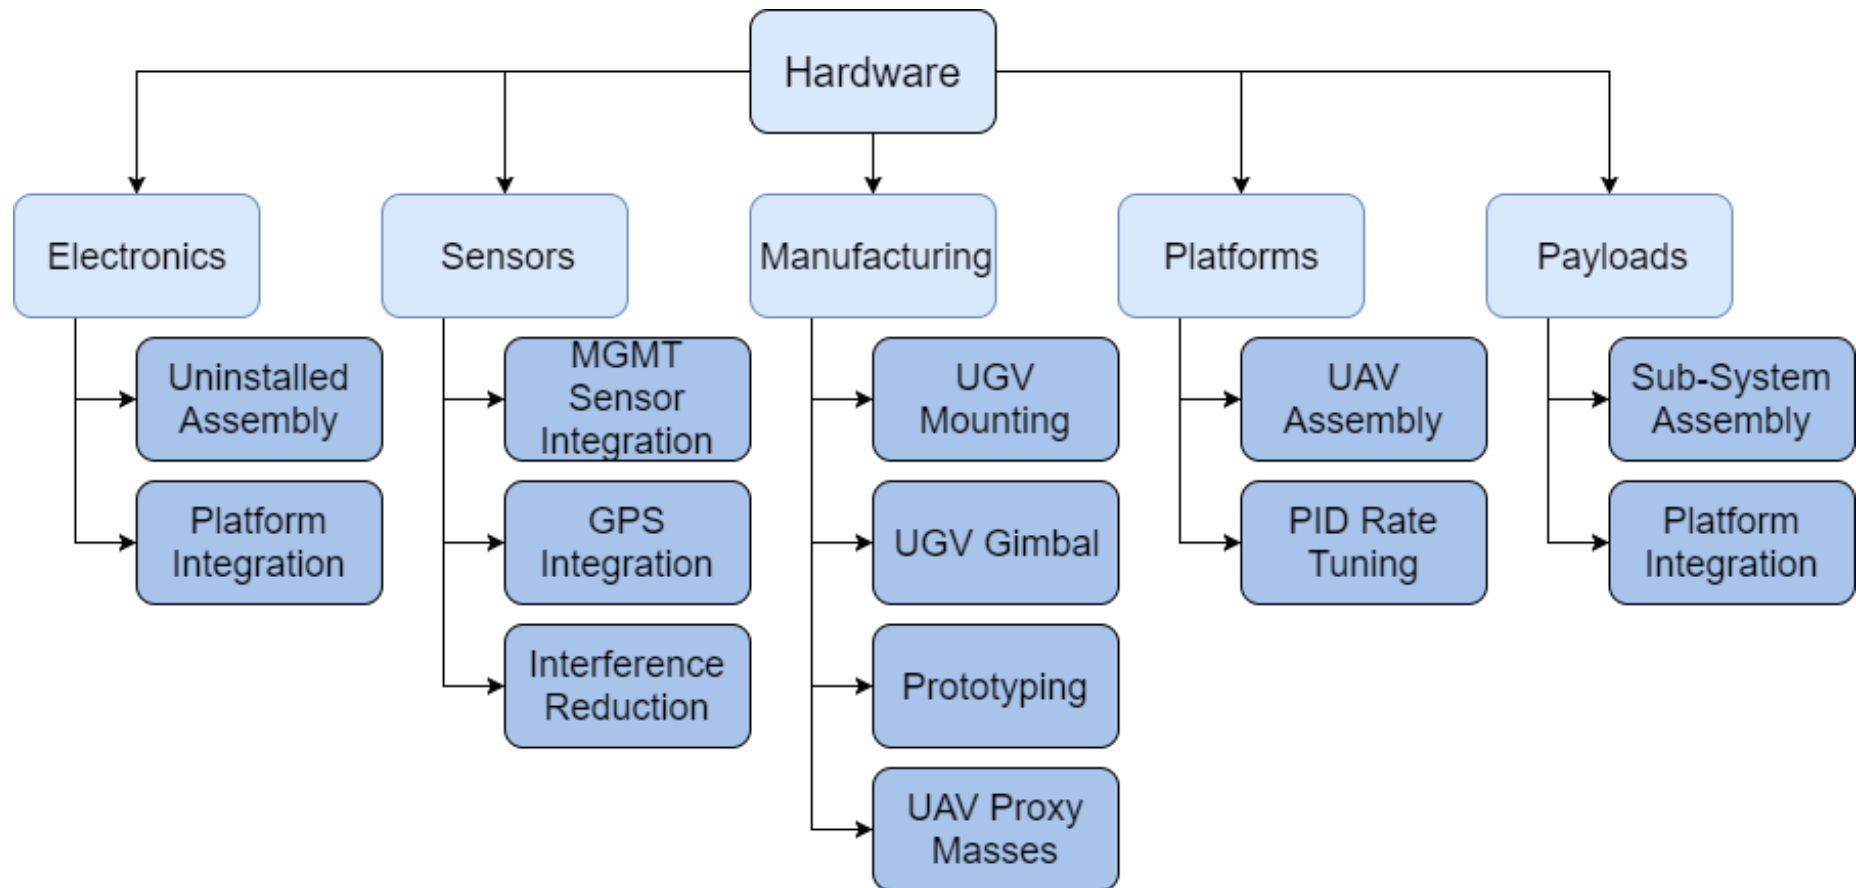 Hardware
Electronics
Sensors
Manufacturing
Platforms
Payloads
Uninstalled
Assembly
Platform
Integration
MGMT
Sensor
Integration
GPS
Integration
Interference
Reduction
UGV
Mounting
UGV Gimbal
Prototyping
UAV Proxy
Masses
UAV
Assembly
PID Rate
Tuning
Sub-System
Assembly
Platform
Integration